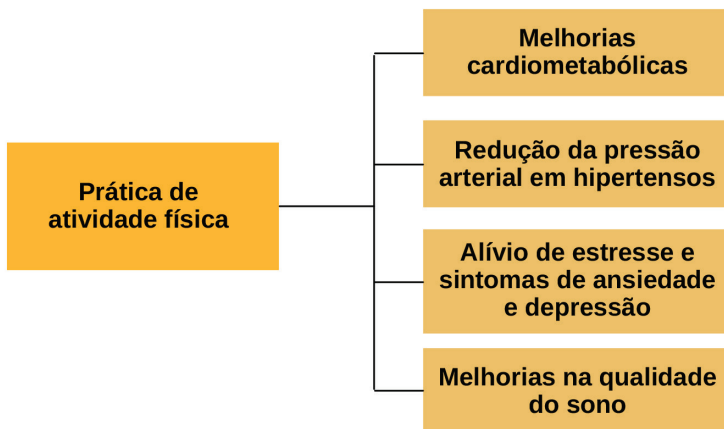 Prática de
atividade física
Melhorias
cardiometabólicas
Redução da pressão
arterial em hipertensos
Alívio de estresse e
sintomas de ansiedade
e depressão
Melhorias na qualidade
do sono